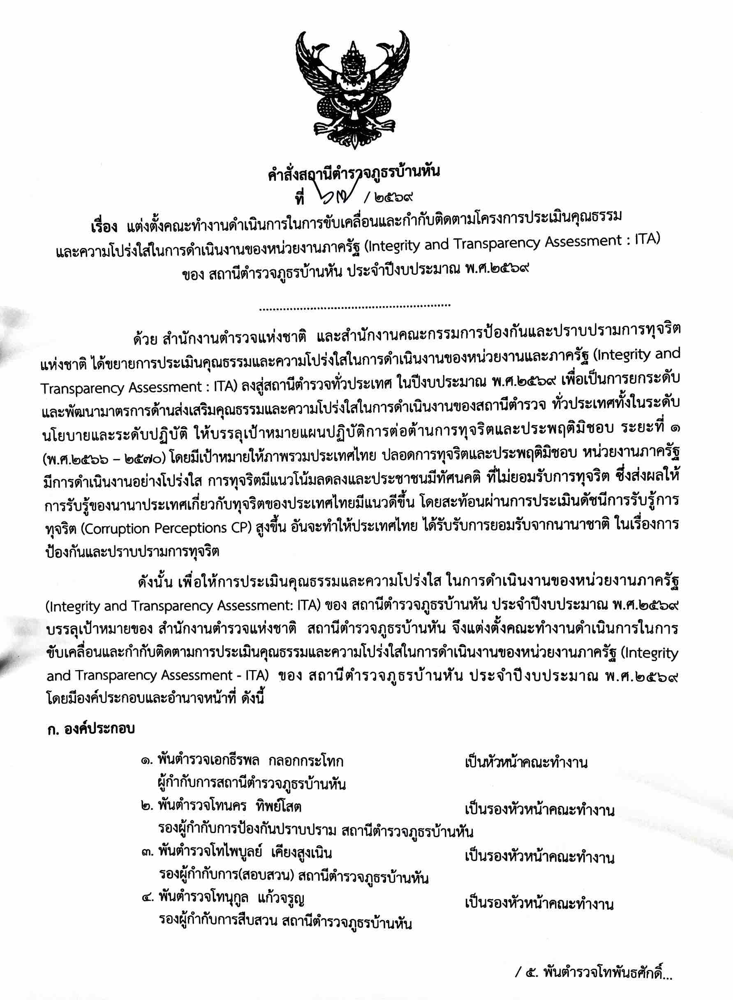 คำสั่งสถานีตำรวจภูธรบ้านหัน
ที่ / ๒๕๖๙
เรื่อง แต่งตั้งคณะทำงานดำเนินการในการขับเคลื่อนและกำกับติดตามโครงการประเมินคุณธรรม
และความโปร่งใสในการดำเนินงานของหน่วยงานภาครัฐ (Integrity and Transparency Assessment : ITA)
ของ สถานีตำรวจภูธรบ้านหัน ประจำปีงบประมาณ พ.ศ.๒๕๖๙
ด้วย สำนักงานตำรวจแห่งชาติ และสำนักงานคณะกรรมการป้องกันและปราบปรามการทุจริต
แห่งชาติ ได้ขยายการประเมินคุณธรรมและความโปร่งใสในการดำเนินงานของหน่วยงานและภาครัฐ (Integrity and
Transparency Assessment : ITA) ลงสู่สถานีตำรวจทั่วประเทศ ในปีงบประมาณ พ.ศ.๒๕๖๙ เพื่อเป็นการยกระดับ
และพัฒนามาตรการด้านส่งเสริมคุณธรรมและความโปร่งใสในการดำเนินงานของสถานีตำรวจ ทั่วประเทศทั้งในระดับ
นโยบายและระดับปฏิบัติ ให้บรรลุเป้าหมายแผนปฏิบัติการต่อต้านการทุจริตและประพฤติมิชอบ ระยะที่ ๑
(พ.ศ.๒๕๖๖ – ๒๕๗๐) โดยมีเป้าหมายให้ภาพรวมประเทศไทย ปลอดการทุจริตและประพฤติมิชอบ หน่วยงานภาครัฐ
มีการดำเนินงานอย่างโปร่งใส การทุจริตมีแนวโน้มลดลงและประชาชนมีทัศนคติ ที่ไม่ยอมรับการทุจริต ซึ่งส่งผลให้
การรับรู้ของนานาประเทศเกี่ยวกับทุจริตของประเทศไทยมีแนวดีขึ้น โดยสะท้อนผ่านการประเมินดัชนีการรับรู้การ
ทุจริต (Corruption Perceptions CP) สูงขึ้น อันจะทำให้ประเทศไทย ได้รับรับการยอมรับจากนานาชาติ ในเรื่องการ
ป้องกันและปราบปรามการทุจริต
ดังนั้น เพื่อให้การประเมินคุณธรรมและความโปร่งใส ในการดำเนินงานของหน่วยงานภาครัฐ
(Integrity and Transparency Assessment: ITA) ของ สถานีตำรวจภูธรบ้านหัน ประจำปีงบประมาณ พ.ศ.๒๕๖๙
บรรลุเป้าหมายของ สำนักงานตำรวจแห่งชาติ สถานีตำรวจภูธรบ้านหัน จึงแต่งตั้งคณะทำงานดำเนินการในการ
ขับเคลื่อนและกำกับติดตามการประเมินคุณธรรมและความโปร่งใสในการดำเนินงานของหน่วยงานภาครัฐ (Integrity
and Transparency Assessment - ITA) ของ สถานีตำรวจภูธรบ้านหัน ประจำปีงบประมาณ พ.ศ.๒๕๖๙
โดยมีองค์ประกอบและอำนาจหน้าที่ ดังนี้
ก. องค์ประกอบ
๑. พันตำรวจเอกธีรพล กลอกกระโทก เป็นหัวหน้าคณะทำงาน
ผู้กำกับการสถานีตำรวจภูธรบ้านหัน
๒. พันตำรวจโทนคร ทิพย์โสต เป็นรองหัวหน้าคณะทำงาน
รองผู้กำกับการป้องกันปราบปราม สถานีตำรวจภูธรบ้านหัน
๓. พันตำรวจโทไพบูลย์ เคียงสูงเนิน เป็นรองหัวหน้าคณะทำงาน
รองผู้กำกับการ(สอบสวน) สถานีตำรวจภูธรบ้านหัน
๔. พันตำรวจโทนุกูล แก้วจรูญ เป็นรองหัวหน้าคณะทำงาน
รองผู้กำกับการสืบสวน สถานีตำรวจภูธรบ้านหัน
/ ๕. พันตำรวจโทพันธศักดิ์...